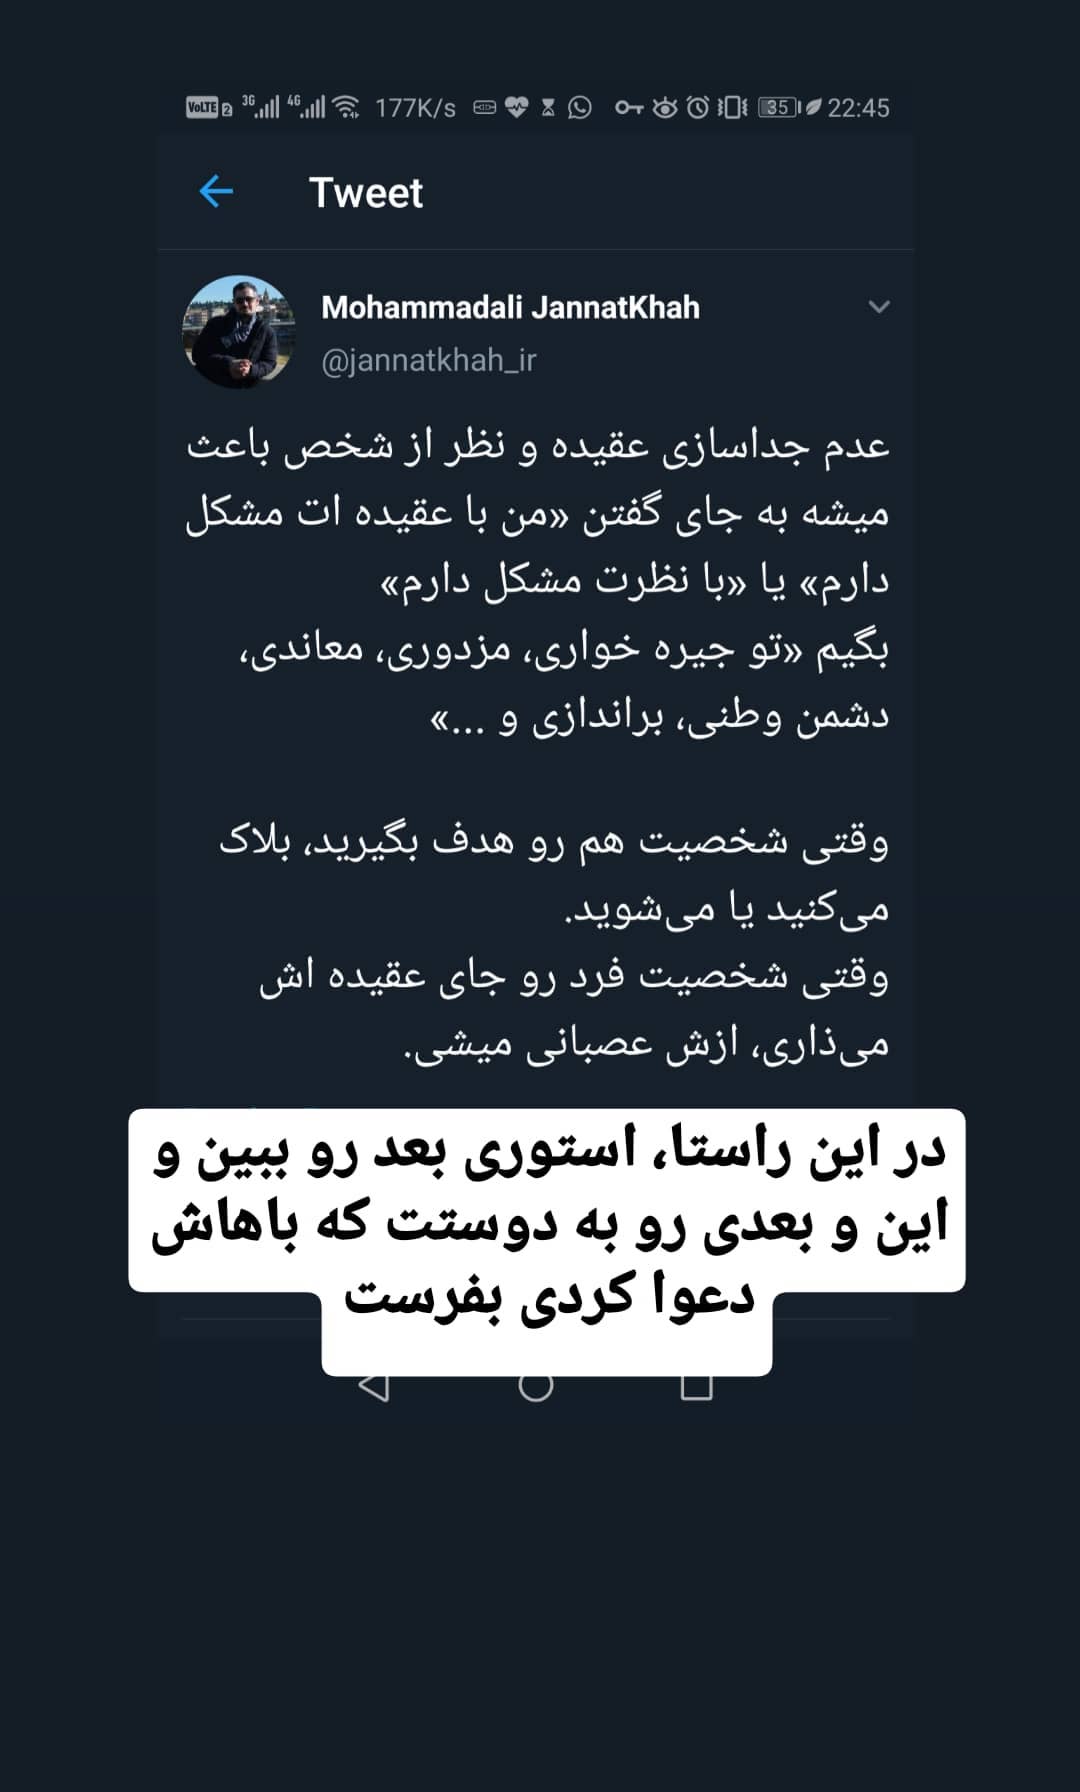 VoLTE 2 3G 4G 177K/s 35 22:45
Tweet
Mohammadali JannatKhah
@jannatkhah_ir
عدم جداسازی عقیده و نظر از شخص باعث
میشه به جای گفتن «من با عقیده ات مشکل
دارم» یا «با نظرت مشکل دارم»
بگیم «تو جیره خواری، مزدوری، معاندی،
دشمن وطنی، براندازی و ...»
وقتی شخصیت هم رو هدف بگیرید، بلاک
می‌کنید یا می‌شوید.
وقتی شخصیت فرد رو جای عقیده اش
می‌ذاری، ازش عصبانی میشی.
در این راستا، استوری بعد رو ببین و
این و بعدی رو به دوستت که باهاش
دعوا کردی بفرست